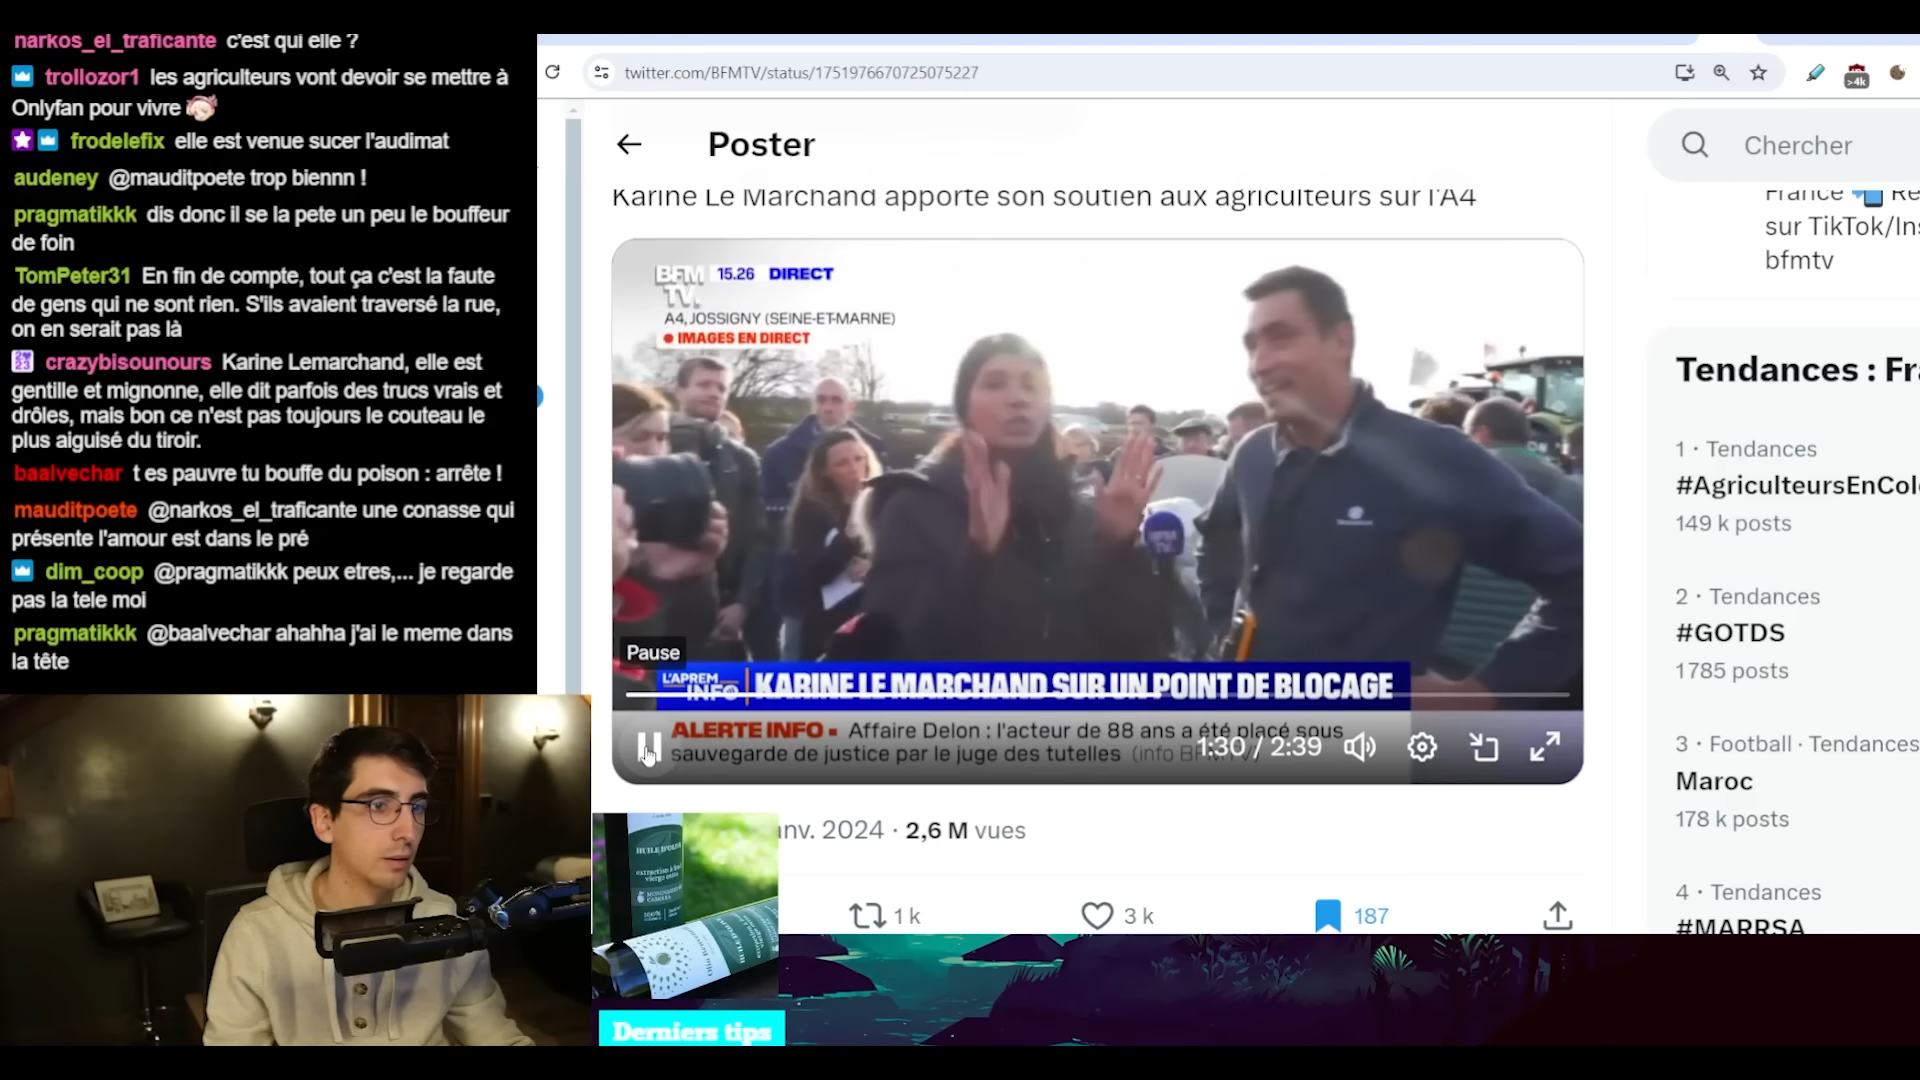 narkos_el_traficante c'est qui elle ?
trollozor1 les agriculteurs vont devoir se mettre à
Onlyfan pour vivre
frodelefix elle est venue sucer l'audimat
audeney @mauditpoete trop biennn !
pragmatikkk dis donc il se la pete un peu le bouffeur
de foin
TomPeter31 En fin de compte, tout ça c'est la faute
de gens qui ne sont rien. S'ils avaient traversé la rue,
on en serait pas là
crazybisounours Karine Lemarchand, elle est
gentille et mignonne, elle dit parfois des trucs vrais et
drôles, mais bon ce n'est pas toujours le couteau le
plus aiguisé du tiroir.
baalvechar t es pauvre tu bouffe du poison : arrête !
mauditpoete @narkos_el_traficante une conasse qui
présente l'amour est dans le pré
dim_coop @pragmatikkk peux etres,... je regarde
pas la tele moi
pragmatikkk @baalvechar ahahha j'ai le meme dans
la tête
twitter.com/BFMTV/status/1751976670725075227
>4k
Poster
Karine Le Marchand apporte son soutien aux agriculteurs sur l'A4
BFM
TV.
15.26 DIRECT
A4, JOSSIGNY (SEINE-ET-MARNE)
IMAGES EN DIRECT
BFM
TV.
Pause
L'APREM
INFO
KARINE LE MARCHAND SUR UN POINT DE BLOCAGE
ALERTE INFO Affaire Delon : l'acteur de 88 ans a été placé sous
sauvegarde de justice par le juge des tutelles (info BFMTV)
1:30 / 2:39
anv. 2024 · 2,6 M vues
1 k
3 k
187
Chercher
France Re
sur TikTok/Ins
bfmtv
Tendances : Fra
1 · Tendances
#AgriculteursEnCol
149 k posts
2 · Tendances
#GOTDS
1785 posts
3 · Football · Tendances
Maroc
178 k posts
4 · Tendances
#MARRSA
HUILE D'OLIVE
extraction à froid
vierge extra
100%
HUILE D'OLIVE
Derniers tips